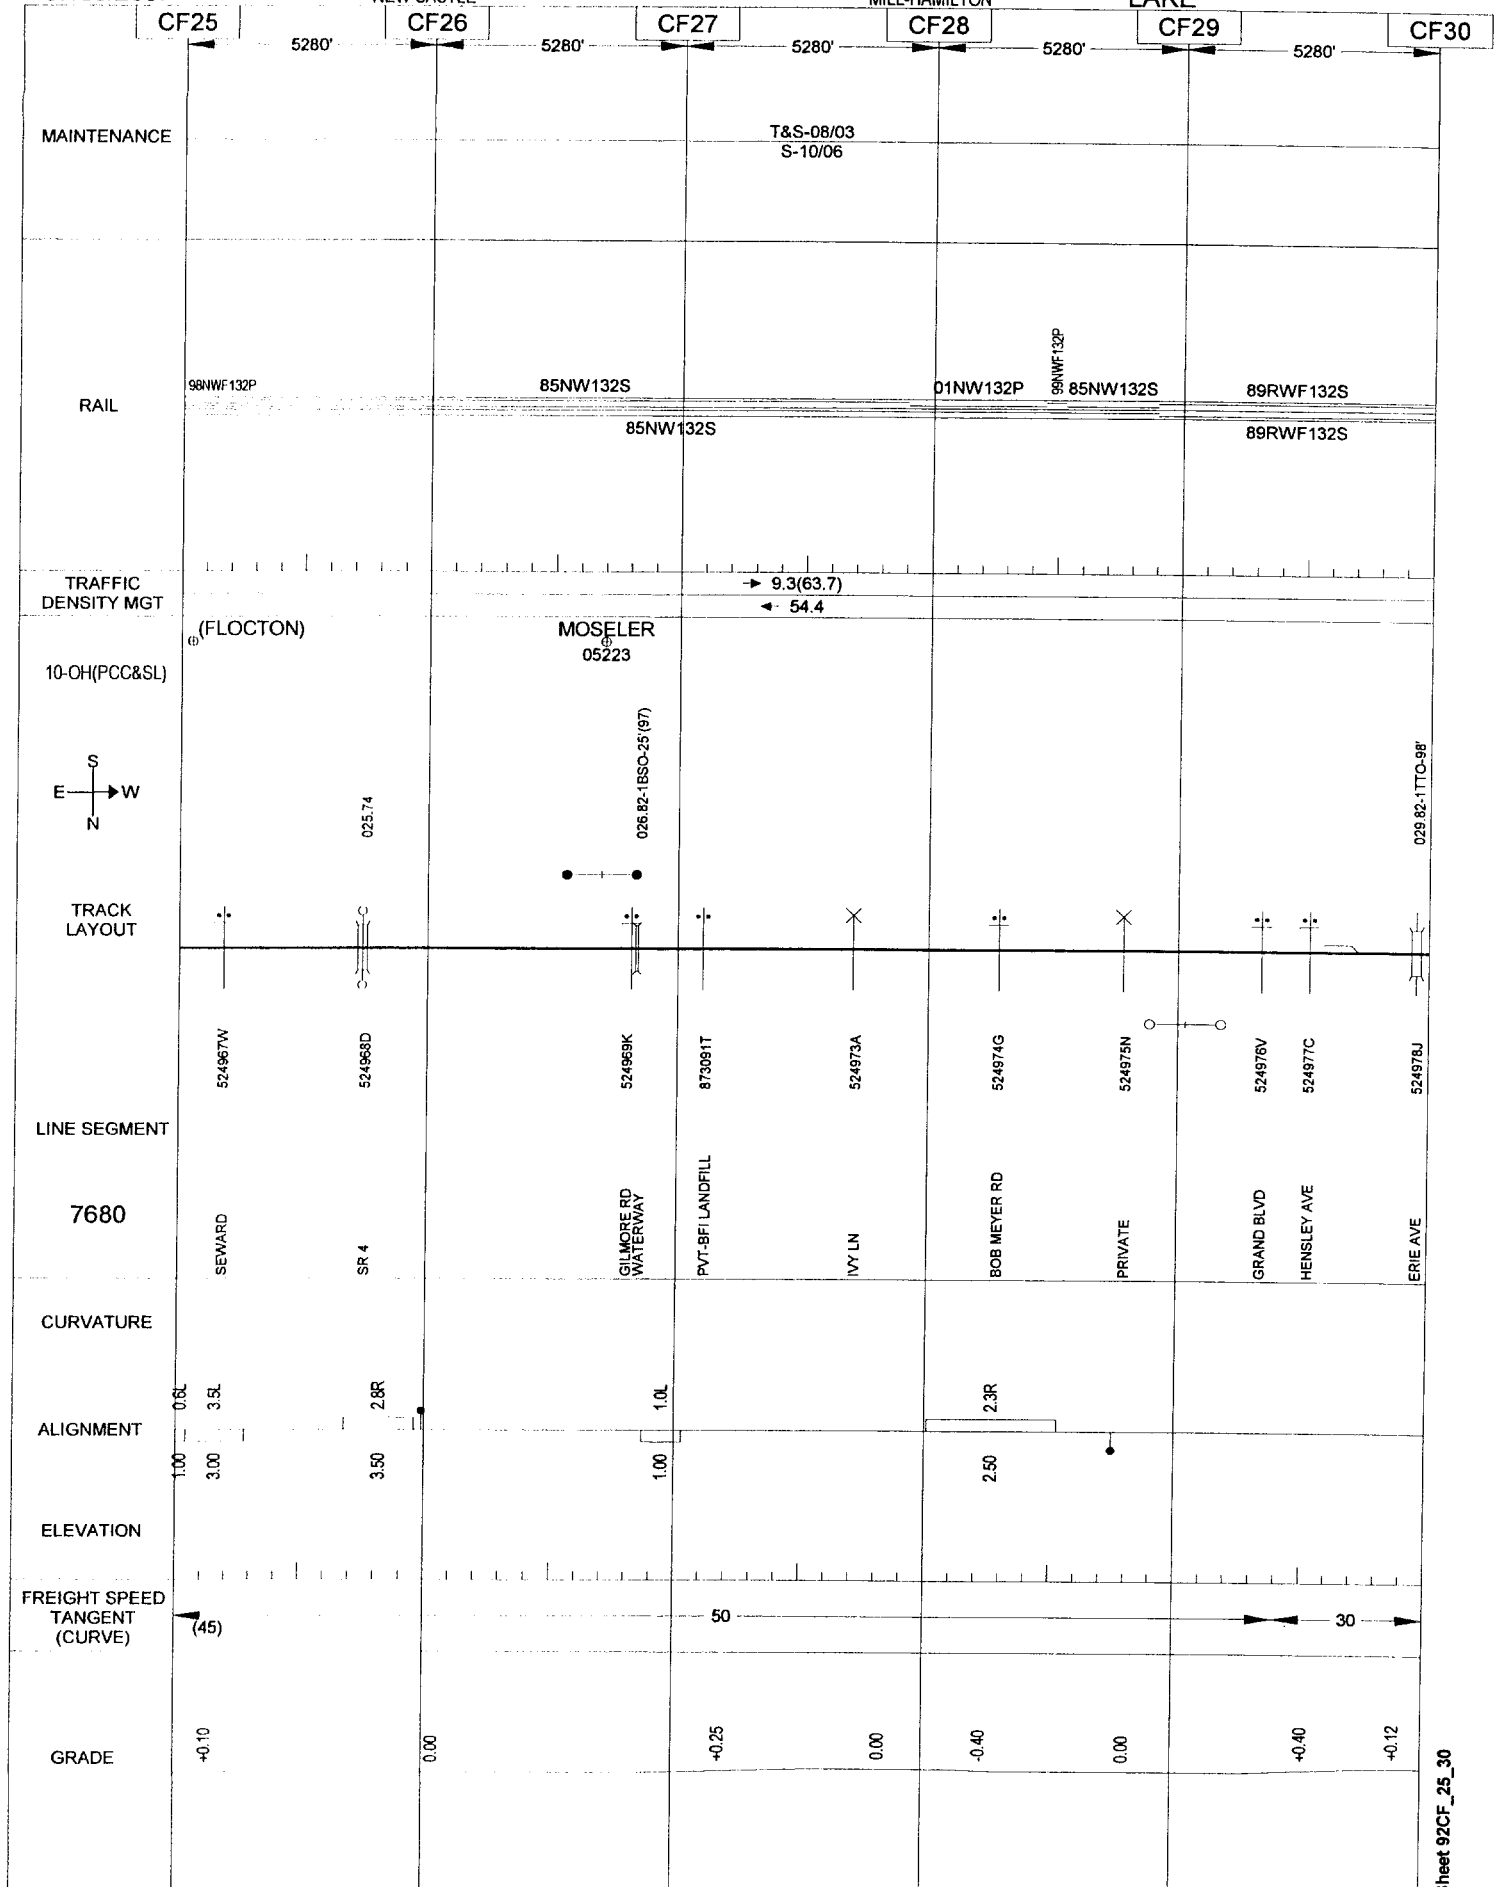 MILL-HAMILTON
LAKE
CF25
CF26
CF27
CF28
CF29
CF30
5280'
5280'
5280'
5280'
5280'
MAINTENANCE
T&S-08/03
S-10/06
RAIL
98NWF132P
85NW132S
01NW132P
99NWF132P
85NW132S
89RWF132S
85NW132S
89RWF132S
TRAFFIC
DENSITY MGT
9.3(63.7)
54.4
(FLOCTON)
MOSELER
05223
10-OH(PCC&SL)
S
E
W
N
025.74
026.82-1BSO-25'(97)
029.82-1TTO-98'
TRACK
LAYOUT
524967W
524968D
524969K
873091T
524973A
524974G
524975N
524976V
524977C
524978J
LINE SEGMENT
7680
SEWARD
SR 4
GILMORE RD
WATERWAY
PVT-BFI LANDFILL
IVY LN
BOB MEYER RD
PRIVATE
GRAND BLVD
HENSLEY AVE
ERIE AVE
CURVATURE
0.6L
3.5L
2.8R
1.0L
2.3R
ALIGNMENT
1.00
3.00
3.50
1.00
2.50
ELEVATION
FREIGHT SPEED
TANGENT
(CURVE)
(45)
50
30
GRADE
+0.10
0.00
+0.25
0.00
-0.40
0.00
+0.40
+0.12
92CF_25_30